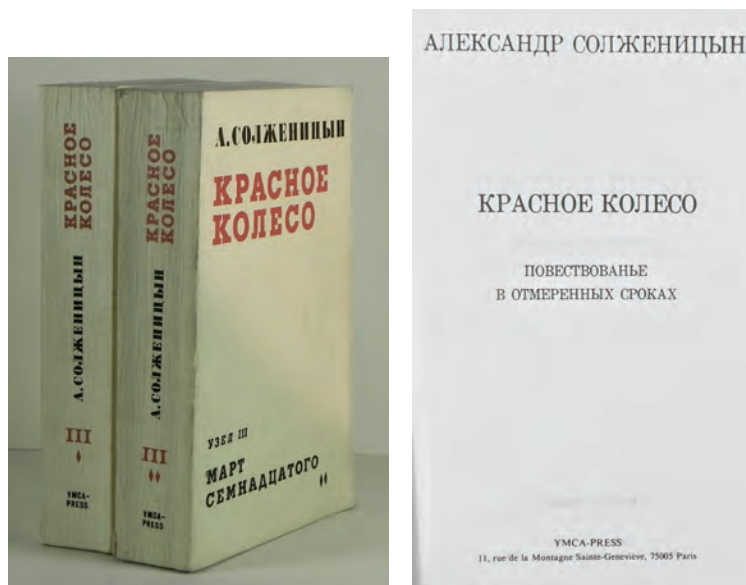 КРАСНОЕ
КОЛЕСО
А.СОЛЖЕНИЦЫН
III
YMCA-
PRESS
КРАСНОЕ
КОЛЕСО
А.СОЛЖЕНИЦЫН
III
YMCA-
PRESS
А.СОЛЖЕНИЦЫН
КРАСНОЕ
КОЛЕСО
УЗЕЛ III
МАРТ
СЕМНАДЦАТОГО
АЛЕКСАНДР СОЛЖЕНИЦЫН
КРАСНОЕ КОЛЕСО
ПОВЕСТВОВАНЬЕ
В ОТМЕРЕННЫХ СРОКАХ
YMCA-PRESS
11, rue de la Montagne Sainte-Geneviève, 75005 Paris